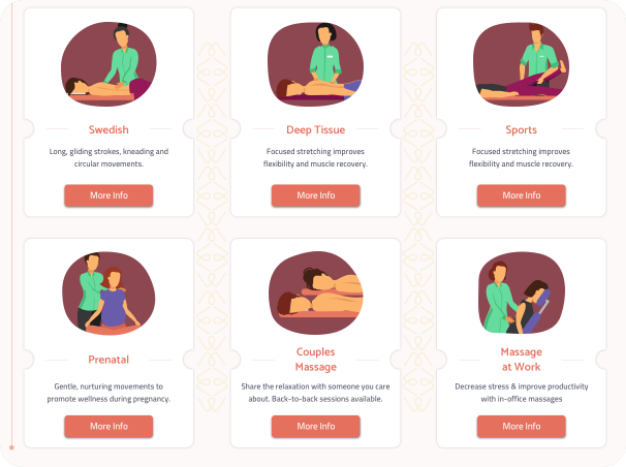 Swedish
Long, gliding strokes, kneading and
circular movements.
More Info
Deep Tissue
Focused stretching improves
flexibility and muscle recovery.
More Info
Sports
Focused stretching improves
flexibility and muscle recovery.
More Info
Prenatal
Gentle, nurturing movements to
promote wellness during pregnancy.
More Info
Couples
Massage
Share the relaxation with someone you care
about. Back-to-back sessions available.
More Info
Massage
at Work
Decrease stress & improve productivity
with in-office massages
More Info